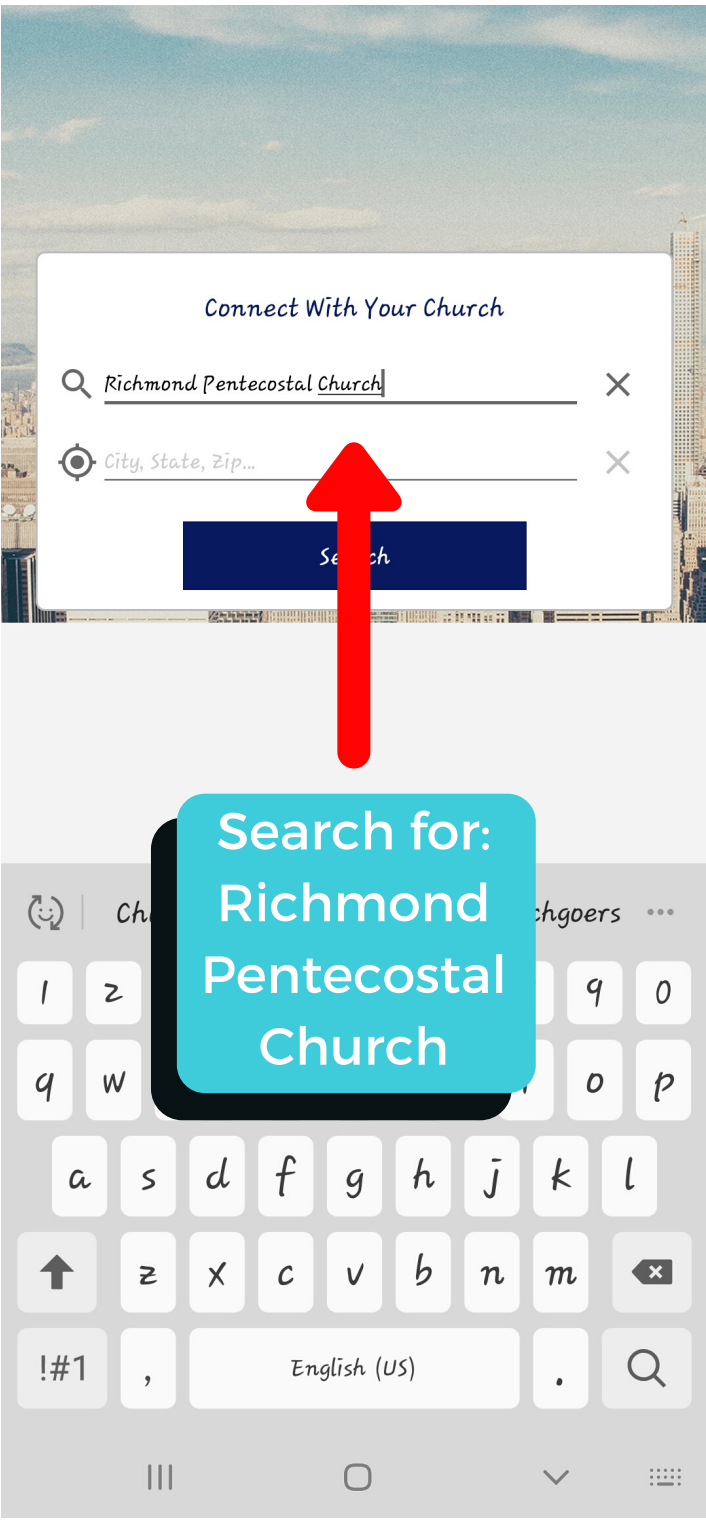 Connect With Your Church
Richmond Pentecostal Church
City, State, Zip...
Search for:
Richmond
Pentecostal
Church
chgoers
1 2 9 0
q w o p
a s d f g h j k l
z x c v b n m
!#1 , English (US) .